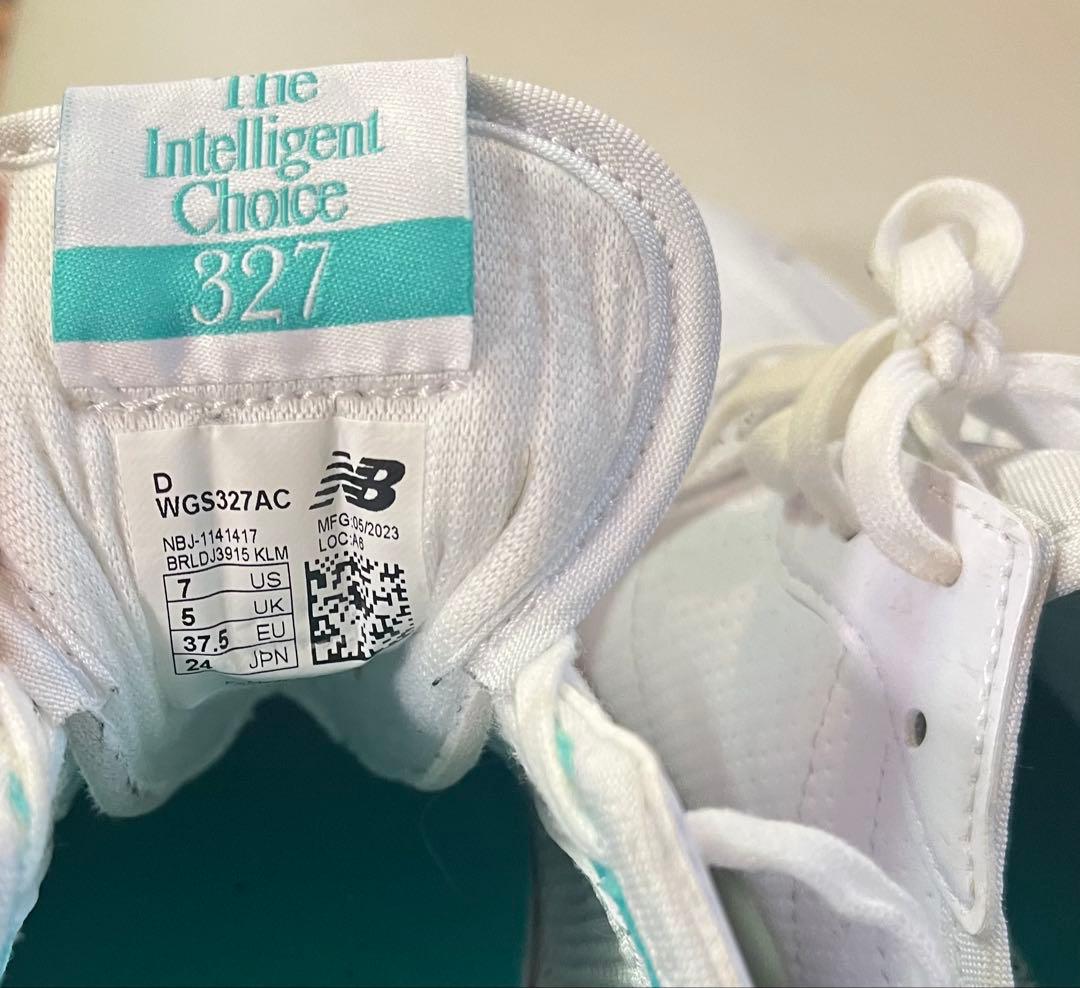 The
Intelligent
Choice
327
D
WGS327AC
NB
MFG:05/2023
LOC:A6
NBJ-1141417
BRLDJ3915 KLM
7 US
5 UK
37.5 EU
24 JPN